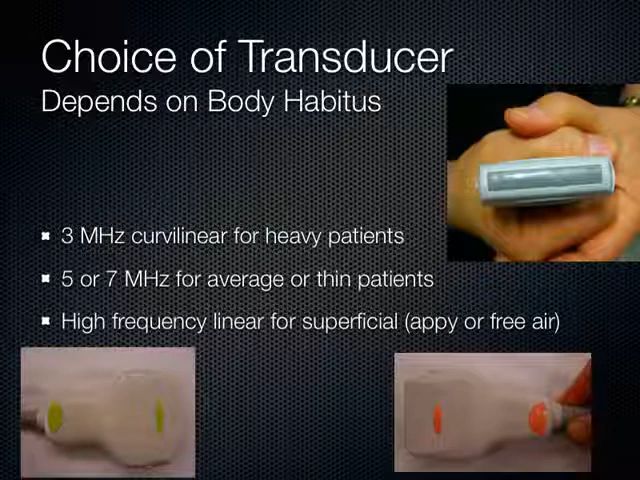 Choice of Transducer
Depends on Body Habitus
3 MHz curvilinear for heavy patients
5 or 7 MHz for average or thin patients
High frequency linear for superficial (appy or free air)